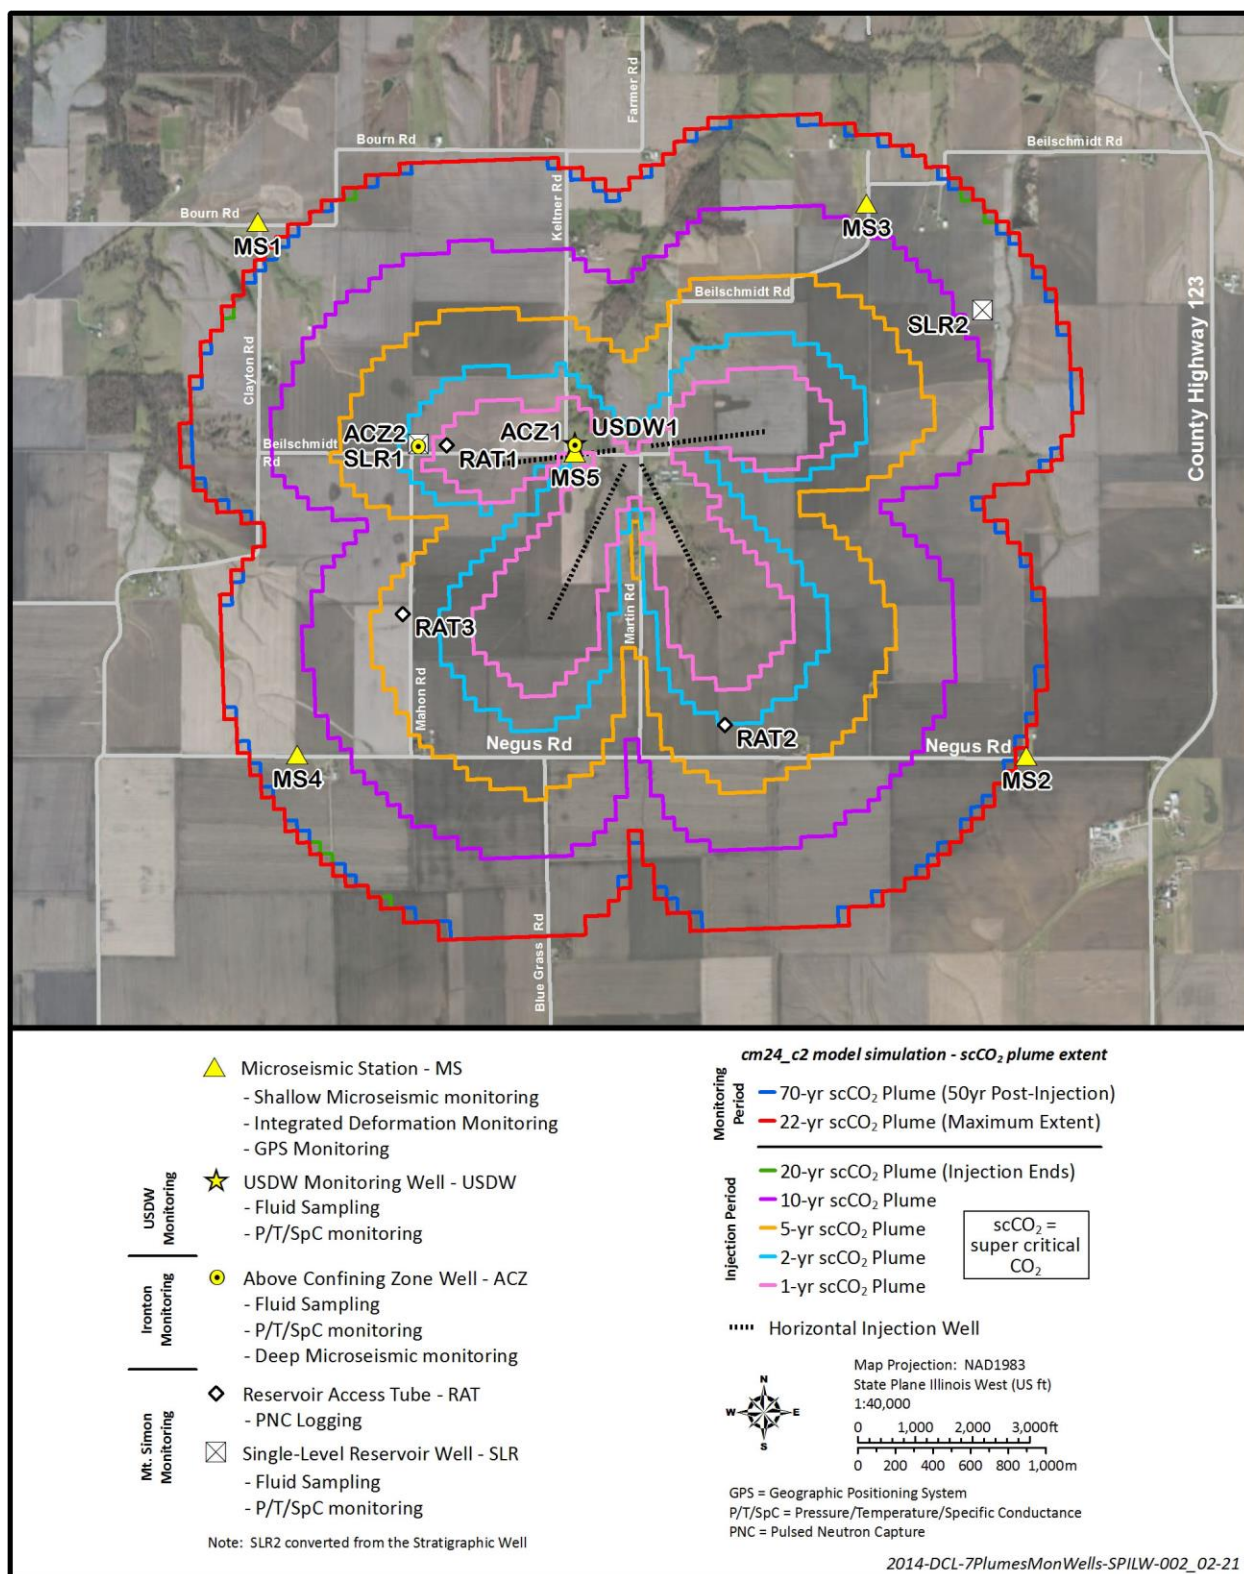 Farmer Rd
Bourn Rd
Beilschmidt Rd
Bourn Rd
Keltner Rd
MS1
MS3
Beilschmidt Rd
SLR2
County Highway 123
Clayton Rd
ACZ2
ACZ1
USDW1
Beilschmidt
Rd
SLR1
RAT1
MS5
Martin Rd
RAT3
Mahon Rd
RAT2
Negus Rd
Negus Rd
MS4
MS2
Blue Grass Rd
Microseismic Station - MS
- Shallow Microseismic monitoring
- Integrated Deformation Monitoring
- GPS Monitoring
USDW
Monitoring
USDW Monitoring Well - USDW
- Fluid Sampling
- P/T/SpC monitoring
Ironton
Monitoring
Above Confining Zone Well - ACZ
- Fluid Sampling
- P/T/SpC monitoring
- Deep Microseismic monitoring
Mt. Simon
Monitoring
Reservoir Access Tube - RAT
- PNC Logging
Single-Level Reservoir Well - SLR
- Fluid Sampling
- P/T/SpC monitoring
Note: SLR2 converted from the Stratigraphic Well
cm24_c2 model simulation - scCO₂ plume extent
Monitoring
Period
70-yr scCO₂ Plume (50yr Post-Injection)
22-yr scCO₂ Plume (Maximum Extent)
Injection Period
20-yr scCO₂ Plume (Injection Ends)
10-yr scCO₂ Plume
5-yr scCO₂ Plume
2-yr scCO₂ Plume
1-yr scCO₂ Plume
scCO₂ =
super critical
CO₂
Horizontal Injection Well
N
W E
S
Map Projection: NAD1983
State Plane Illinois West (US ft)
1:40,000
0 1,000 2,000 3,000ft
0 200 400 600 800 1,000m
GPS = Geographic Positioning System
P/T/SpC = Pressure/Temperature/Specific Conductance
PNC = Pulsed Neutron Capture
2014-DCL-7PlumesMonWells-SPILW-002_02-21